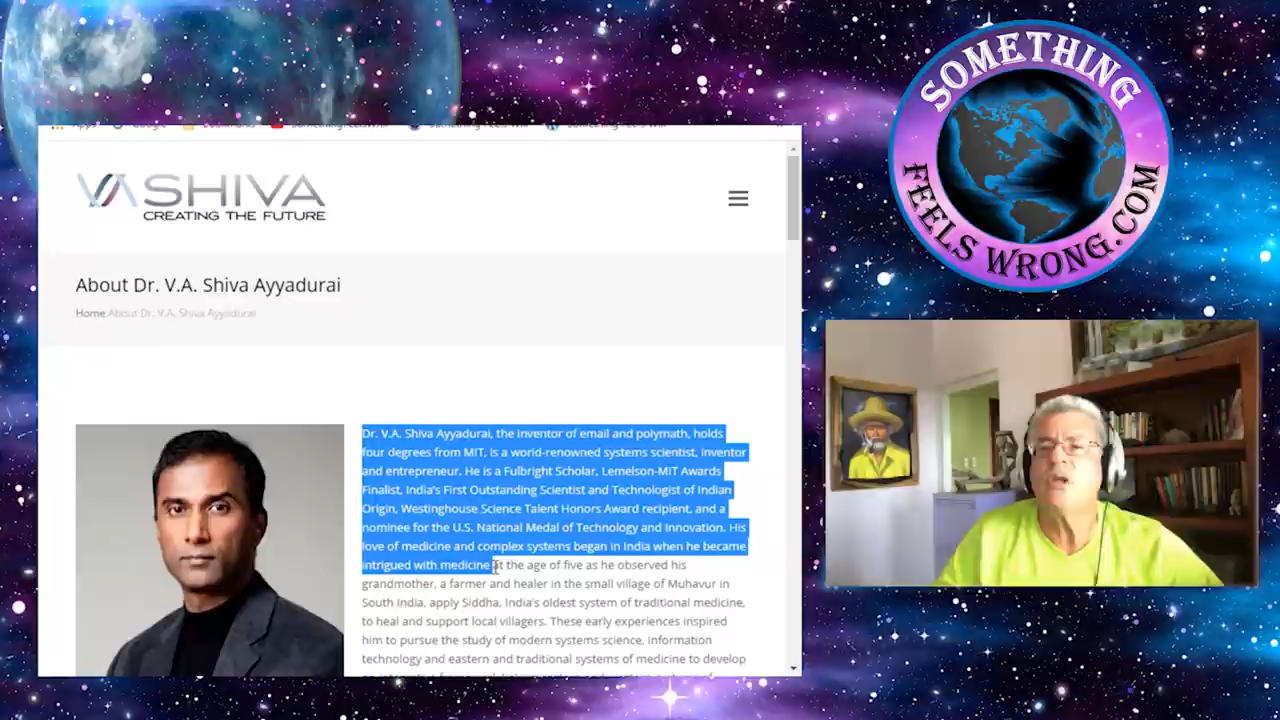 SOMETHING
FEELS WRONG.COM
VA SHIVA
CREATING THE FUTURE
About Dr. V.A. Shiva Ayyadurai
Home About Dr. V.A. Shiva Ayyadurai
Dr. V.A. Shiva Ayyadurai, the inventor of email and polymath, holds
four degrees from MIT, is a world-renowned systems scientist, inventor
and entrepreneur. He is a Fulbright Scholar, Lemelson-MIT Awards
Finalist, India's First Outstanding Scientist and Technologist of Indian
Origin, Westinghouse Science Talent Honors Award recipient, and a
nominee for the U.S. National Medal of Technology and Innovation. His
love of medicine and complex systems began in India when he became
intrigued with medicine at the age of five as he observed his
grandmother, a farmer and healer in the small village of Muhavur in
South India, apply Siddha, India's oldest system of traditional medicine,
to heal and support local villagers. These early experiences inspired
him to pursue the study of modern systems science, information
technology and eastern and traditional systems of medicine to develop